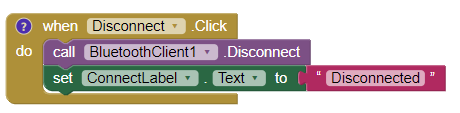 ? when Disconnect .Click
do call BluetoothClient1 .Disconnect
set ConnectLabel . Text to " Disconnected "